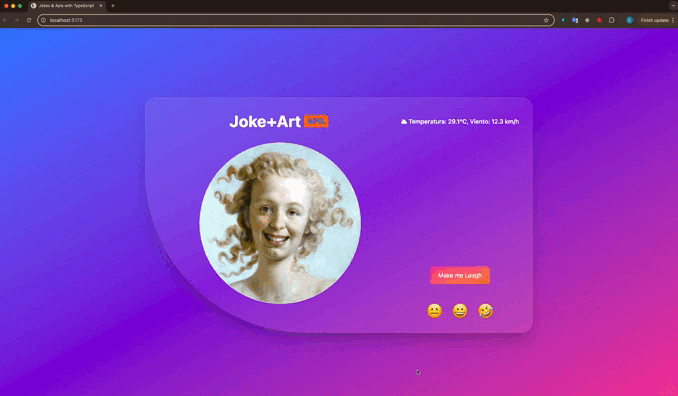 Jokes & Apis with TypeScript
localhost:5173
Finish update
Joke+Art APIS
Temperatura: 29.1°C, Viento: 12.3 km/h
Make me Laugh